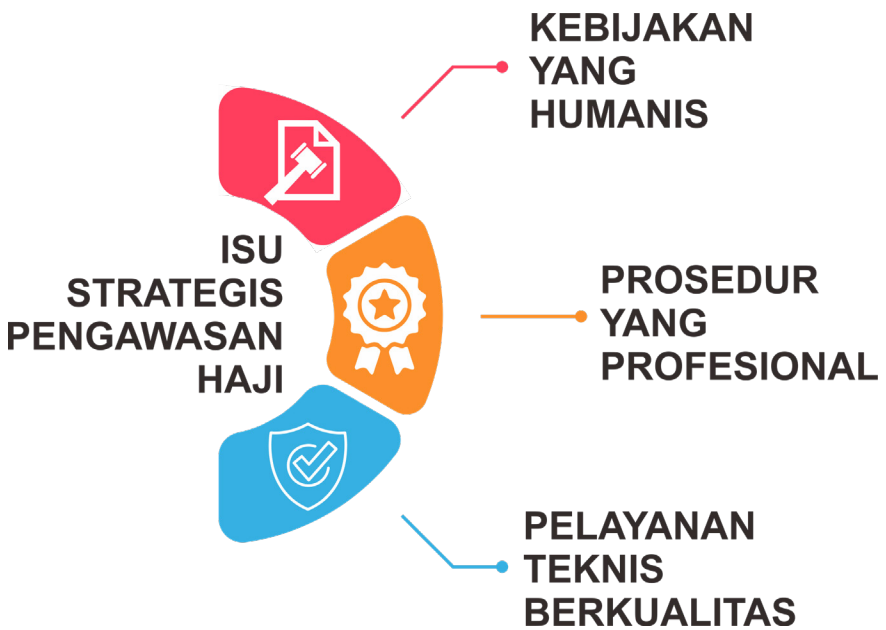 KEBIJAKAN
YANG
HUMANIS
ISU
STRATEGIS
PENGAWASAN
HAJI
PROSEDUR
YANG
PROFESIONAL
PELAYANAN
TEKNIS
BERKUALITAS